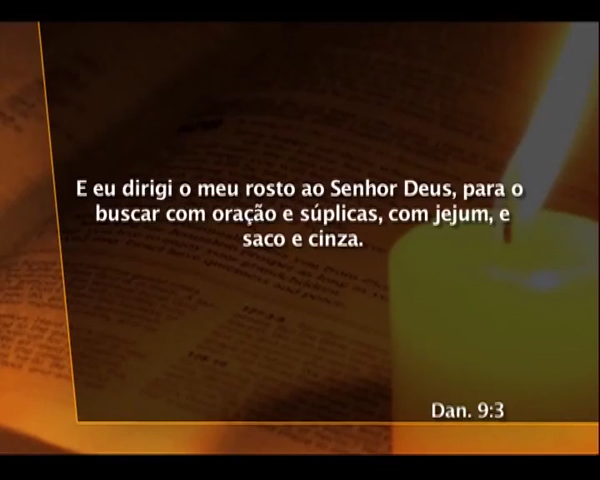 E eu dirigi o meu rosto ao Senhor Deus, para o
buscar com oração e súplicas, com jejum, e
saco e cinza.
Dan. 9:3